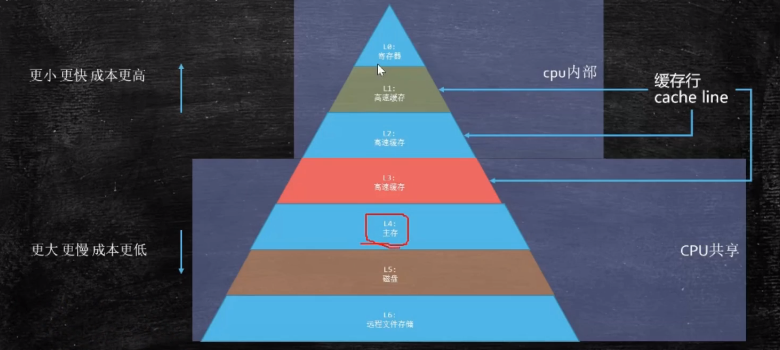 L0:
寄存器
更小 更快 成本更高
cpu内部
缓存行
cache line
L1:
高速缓存
L2:
高速缓存
L3:
高速缓存
L4:
主存
更大 更慢 成本更低
CPU共享
L5:
磁盘
L6:
远程文件存储